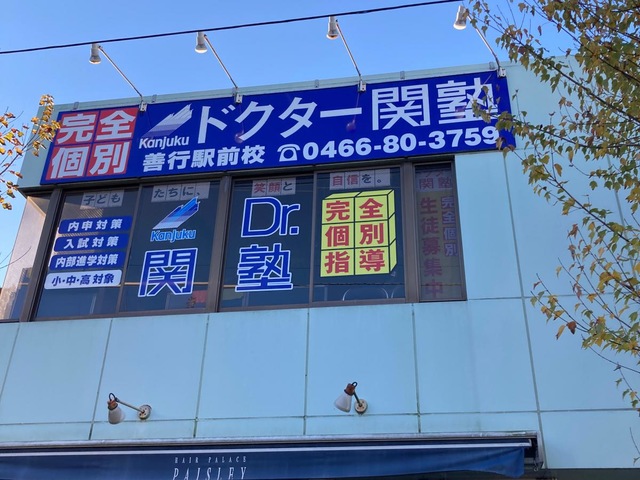 完全
個別
Kanjuku
ドクター関塾
善行駅前校 ☎0466-80-3759
子ども たちに、 笑顔と 自信を。
内申対策
入試対策
内部進学対策
小・中・高対象
Kanjuku
関塾
Dr.
完全
個別
指導
関塾
完全個別
生徒募集中
HAIR PALACE
PAISLEY